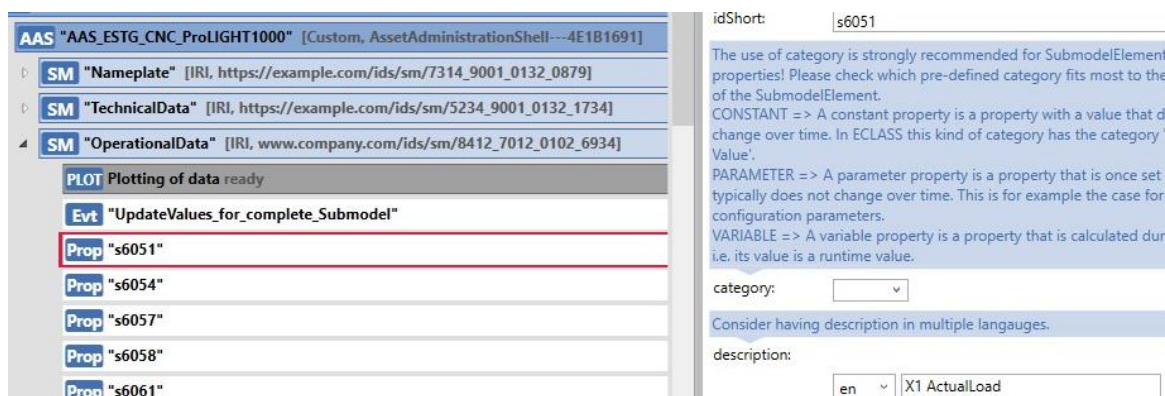 AAS "AAS_ESTG_CNC_ProLIGHT1000" [Custom, AssetAdministrationShell---4E1B1691]
SM "Nameplate" [IRI, https://example.com/ids/sm/7314_9001_0132_0879]
SM "TechnicalData" [IRI, https://example.com/ids/sm/5234_9001_0132_1734]
SM "OperationalData" [IRI, www.company.com/ids/sm/8412_7012_0102_6934]
PLOT Plotting of data ready
Evt "UpdateValues_for_complete_Submodel"
Prop "s6051"
Prop "s6054"
Prop "s6057"
Prop "s6058"
Prop "s6061"
idShort: s6051
The use of category is strongly recommended for SubmodelElement
properties! Please check which pre-defined category fits most to the
of the SubmodelElement.
CONSTANT => A constant property is a property with a value that d
change over time. In ECLASS this kind of category has the category
Value'.
PARAMETER => A parameter property is a property that is once set
typically does not change over time. This is for example the case for
configuration parameters.
VARIABLE => A variable property is a property that is calculated dur
i.e. its value is a runtime value.
category:
Consider having description in multiple langauges.
description:
en X1 ActualLoad